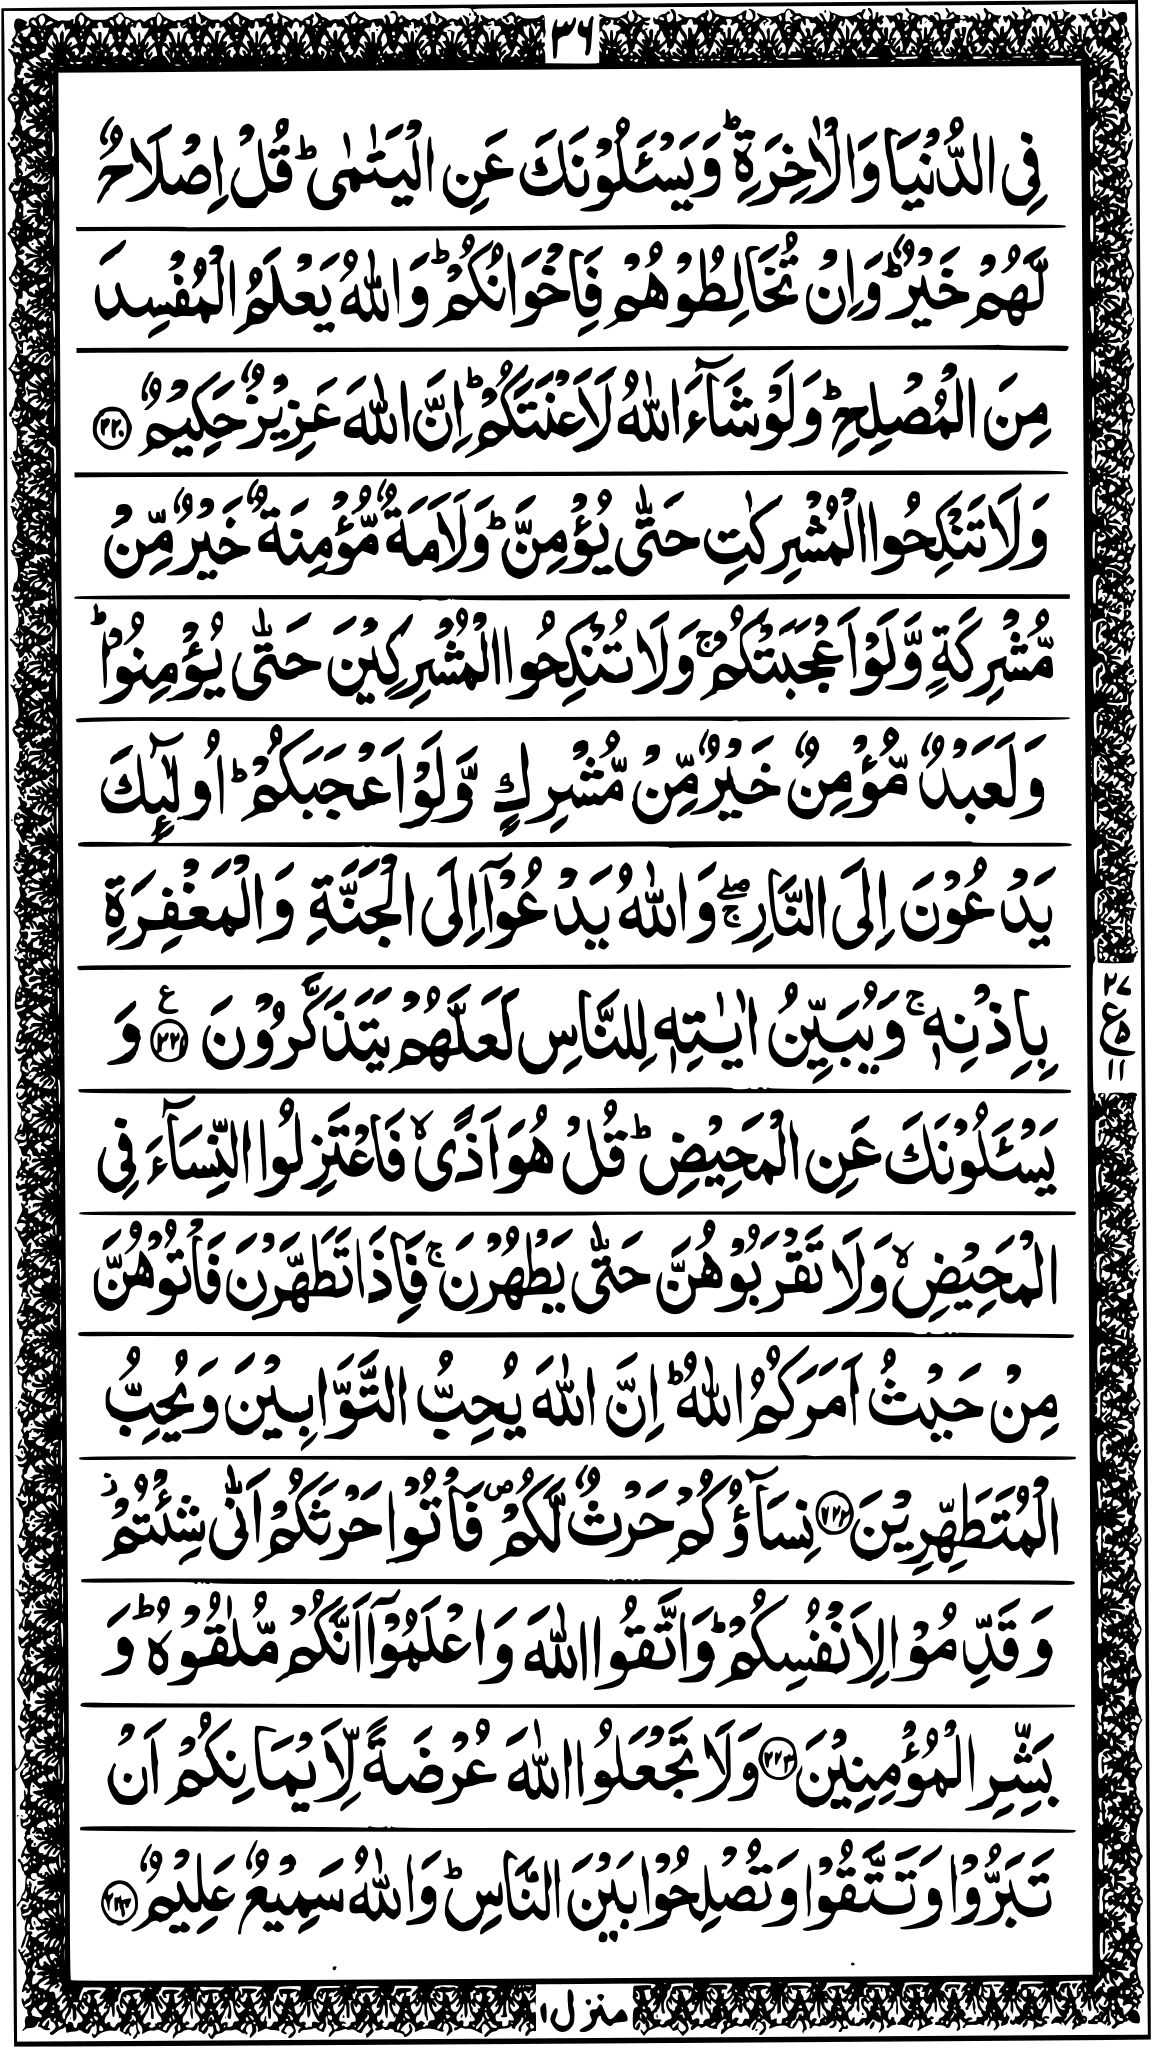 ٣٦
فِى الدُّنْيَا وَالْاٰخِرَةِ ؕ وَيَسْـَٔلُوْنَكَ عَنِ الْيَتٰمٰى ؕ قُلْ اِصْلَاحٌ
لَّهُمْ خَيْرٌ ؕ وَاِنْ تُخَالِطُوْهُمْ فَاِخْوَانُكُمْ ؕ وَاللّٰهُ يَعْلَمُ الْمُفْسِدَ
مِنَ الْمُصْلِحِ ؕ وَلَوْ شَآءَ اللّٰهُ لَاَعْنَتَكُمْ ؕ اِنَّ اللّٰهَ عَزِيْزٌ حَكِيْمٌ ﴿٢٢٠﴾
وَلَا تَنْكِحُوا الْمُشْرِكٰتِ حَتّٰى يُؤْمِنَّ ؕ وَلَاَمَةٌ مُّؤْمِنَةٌ خَيْرٌ مِّنْ
مُّشْرِكَةٍ وَّلَوْ اَعْجَبَتْكُمْ ۚ وَلَا تُنْكِحُوا الْمُشْرِكِيْنَ حَتّٰى يُؤْمِنُوْا ؕ
وَلَعَبْدٌ مُّؤْمِنٌ خَيْرٌ مِّنْ مُّشْرِكٍ وَّلَوْ اَعْجَبَكُمْ ؕ اُولٰٓئِكَ
يَدْعُوْنَ اِلَى النَّارِ ۖۚ وَاللّٰهُ يَدْعُوْٓا اِلَى الْجَنَّةِ وَالْمَغْفِرَةِ
بِاِذْنِهٖ ۚ وَيُبَيِّنُ اٰيٰتِهٖ لِلنَّاسِ لَعَلَّهُمْ يَتَذَكَّرُوْنَ ﴿٢٢١﴾ ع وَ
٢٧ ع ٥ ١١
يَسْـَٔلُوْنَكَ عَنِ الْمَحِيْضِ ؕ قُلْ هُوَ اَذًى ۙ فَاعْتَزِلُوا النِّسَآءَ فِى
الْمَحِيْضِ ۙ وَلَا تَقْرَبُوْهُنَّ حَتّٰى يَطْهُرْنَ ۚ فَاِذَا تَطَهَّرْنَ فَاْتُوْهُنَّ
مِنْ حَيْثُ اَمَرَكُمُ اللّٰهُ ؕ اِنَّ اللّٰهَ يُحِبُّ التَّوَّابِيْنَ وَيُحِبُّ
الْمُتَطَهِّرِيْنَ ﴿٢٢٢﴾ نِسَآؤُكُمْ حَرْثٌ لَّكُمْ ۪ فَاْتُوْا حَرْثَكُمْ اَنّٰى شِئْتُمْ ز
وَقَدِّمُوْا لِاَنْفُسِكُمْ ؕ وَاتَّقُوا اللّٰهَ وَاعْلَمُوْٓا اَنَّكُمْ مُّلٰقُوْهُ ؕ وَ
بَشِّرِ الْمُؤْمِنِيْنَ ﴿٢٢٣﴾ وَلَا تَجْعَلُوا اللّٰهَ عُرْضَةً لِّاَيْمَانِكُمْ اَنْ
تَبَرُّوْا وَتَتَّقُوْا وَتُصْلِحُوْا بَيْنَ النَّاسِ ؕ وَاللّٰهُ سَمِيْعٌ عَلِيْمٌ ﴿٢٢٤﴾
منزل١